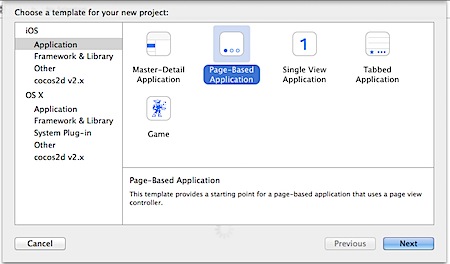 Choose a template for your new project:
iOS
Application
Framework & Library
Other
cocos2d v2.x
OS X
Application
Framework & Library
System Plug-in
Other
cocos2d v2.x
Master-Detail
Application
Page-Based
Application
1
Single View
Application
Tabbed
Application
Game
Page-Based Application
This template provides a starting point for a page-based application that uses a page view
controller.
Cancel
Previous
Next